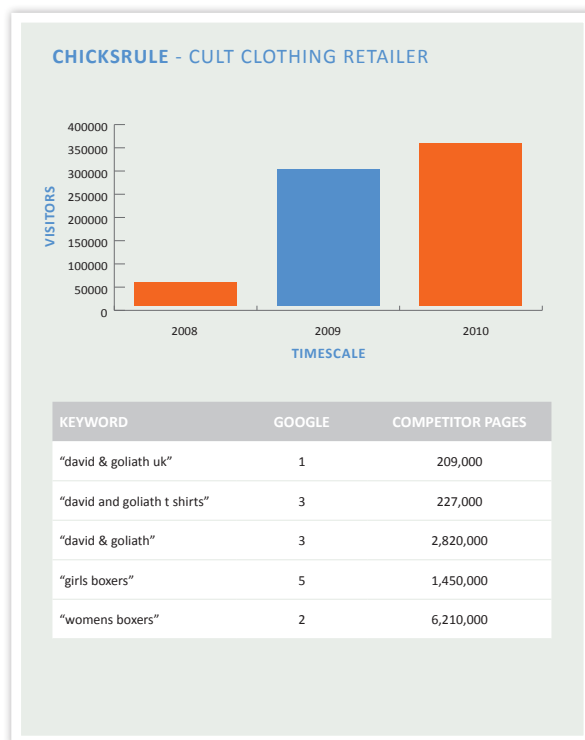 CHICKSRULE - CULT CLOTHING RETAILER
400000
350000
300000
250000
200000
150000
100000
50000
0
VISITORS
2008 2009 2010
TIMESCALE
KEYWORD GOOGLE COMPETITOR PAGES
“david & goliath uk” 1 209,000
“david and goliath t shirts” 3 227,000
“david & goliath” 3 2,820,000
“girls boxers” 5 1,450,000
“womens boxers” 2 6,210,000